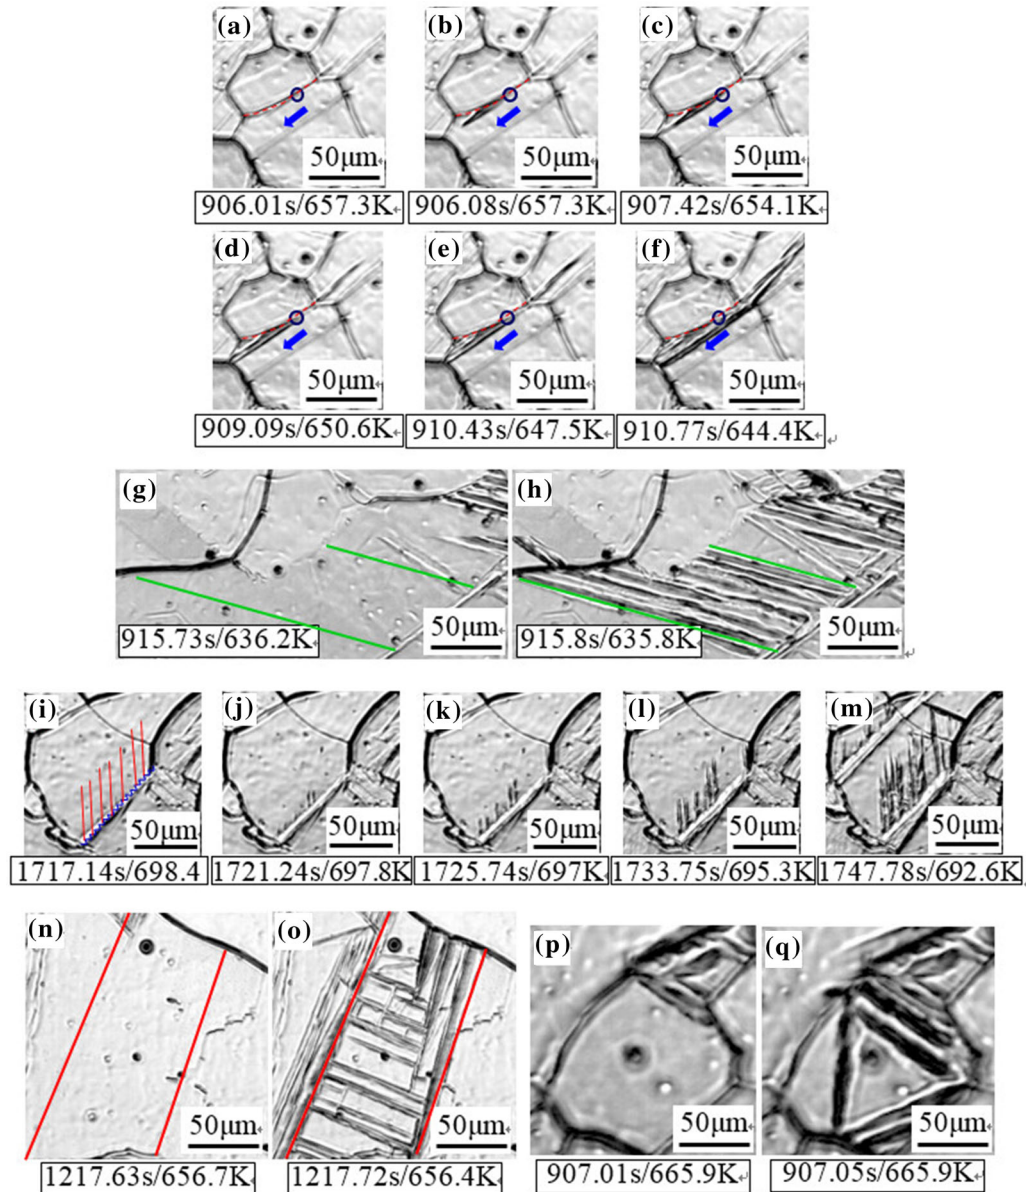 (a) (b) (c)
50μm 50μm 50μm
906.01s/657.3K 906.08s/657.3K 907.42s/654.1K
(d) (e) (f)
50μm 50μm 50μm
909.09s/650.6K 910.43s/647.5K 910.77s/644.4K
(g) (h)
915.73s/636.2K 50μm 915.8s/635.8K 50μm
(i) (j) (k) (l) (m)
50μm 50μm 50μm 50μm 50μm
1717.14s/698.4 1721.24s/697.8K 1725.74s/697K 1733.75s/695.3K 1747.78s/692.6K
(n) (o) (p) (q)
50μm 50μm 50μm 50μm
1217.63s/656.7K 1217.72s/656.4K 907.01s/665.9K 907.05s/665.9K